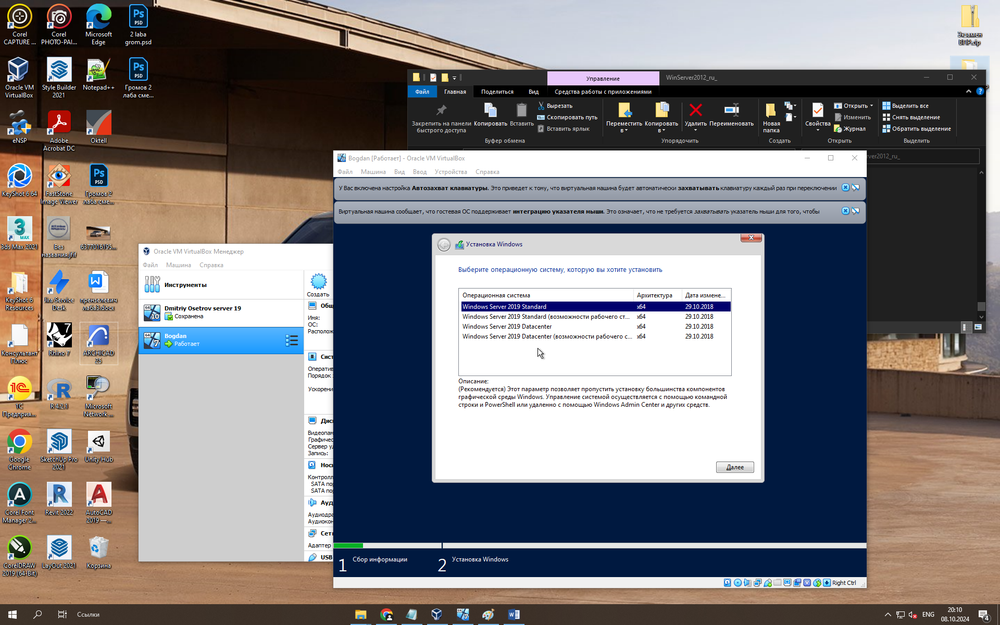 Corel CAPTURE ...
Corel PHOTO-PAI...
Microsoft Edge
2 laba grom.psd
Oracle VM VirtualBox
Style Builder 2021
Notepad++
Громов 2 лаба сме...
eNSP
Adobe Acrobat DC
Oktell
KeyShot 6 64
FastStone Image Viewer
Громов 2 лаба сме...
3ds Max 2021
Без названия.jfif
6377016195...
KeyShot 6 Resources
Jira Service Desk
прензелевич лаба3.docx
Консультант Плюс
Rhino 7
ARCHICAD 25
1С Предприя...
R 4.2.1
Microsoft Network ...
Google Chrome
SketchUp Pro 2021
Unity Hub
Corel Font Manager 2...
Revit 2022
AutoCAD 2019 —...
CorelDRAW 2019 (64-Bit)
LayOut 2021
Корзина
Экзамен ВПР.zip
Управление
WinServer2012_ru_
Файл
Главная
Поделиться
Вид
Средства работы с приложениями
Закрепить на панели быстрого доступа
Копировать
Вставить
Вырезать
Скопировать путь
Вставить ярлык
Буфер обмена
Переместить в
Копировать в
Удалить
Переименовать
Упорядочить
Новая папка
Создать
Свойства
Открыть
Изменить
Журнал
Открыть
Выделить все
Снять выделение
Обратить выделение
Выделить
rver2012_ru_
Oracle VM VirtualBox Менеджер
Файл Машина Справка
Инструменты
Dmitriy Osetrov server 19
Сохранена
Bogdan
Работает
Создать
Общ
Имя:
ОС:
Располож
Сист
Оператив
Порядок з
Ускорени
Дис
Видеопам
Графичес
Сервер уд
Запись:
Носи
Контролл
SATA пор
SATA пор
Ауд
Аудиодра
Аудиокон
Сеть
Адаптер
USB
Bogdan [Работает] - Oracle VM VirtualBox
Файл Машина Вид Ввод Устройства Справка
У Вас включена настройка Автозахват клавиатуры. Это приведет к тому, что виртуальная машина будет автоматически захватывать клавиатуру каждый раз при переключении
Виртуальная машина сообщает, что гостевая ОС поддерживает интеграцию указателя мыши. Это означает, что не требуется захватывать указатель мыши для того, чтобы
Установка Windows
Выберите операционную систему, которую вы хотите установить
Операционная система Архитектура Дата измене...
Windows Server 2019 Standard x64 29.10.2018
Windows Server 2019 Standard (возможности рабочего ст... x64 29.10.2018
Windows Server 2019 Datacenter x64 29.10.2018
Windows Server 2019 Datacenter (возможности рабочего с... x64 29.10.2018
Описание:
(Рекомендуется) Этот параметр позволяет пропустить установку большинства компонентов
графической среды Windows. Управление системой осуществляется с помощью командной
строки и PowerShell или удаленно с помощью Windows Admin Center и других средств.
Далее
1 Сбор информации
2 Установка Windows
Right Ctrl
Ссылки
ENG
20:10
08.10.2024
4